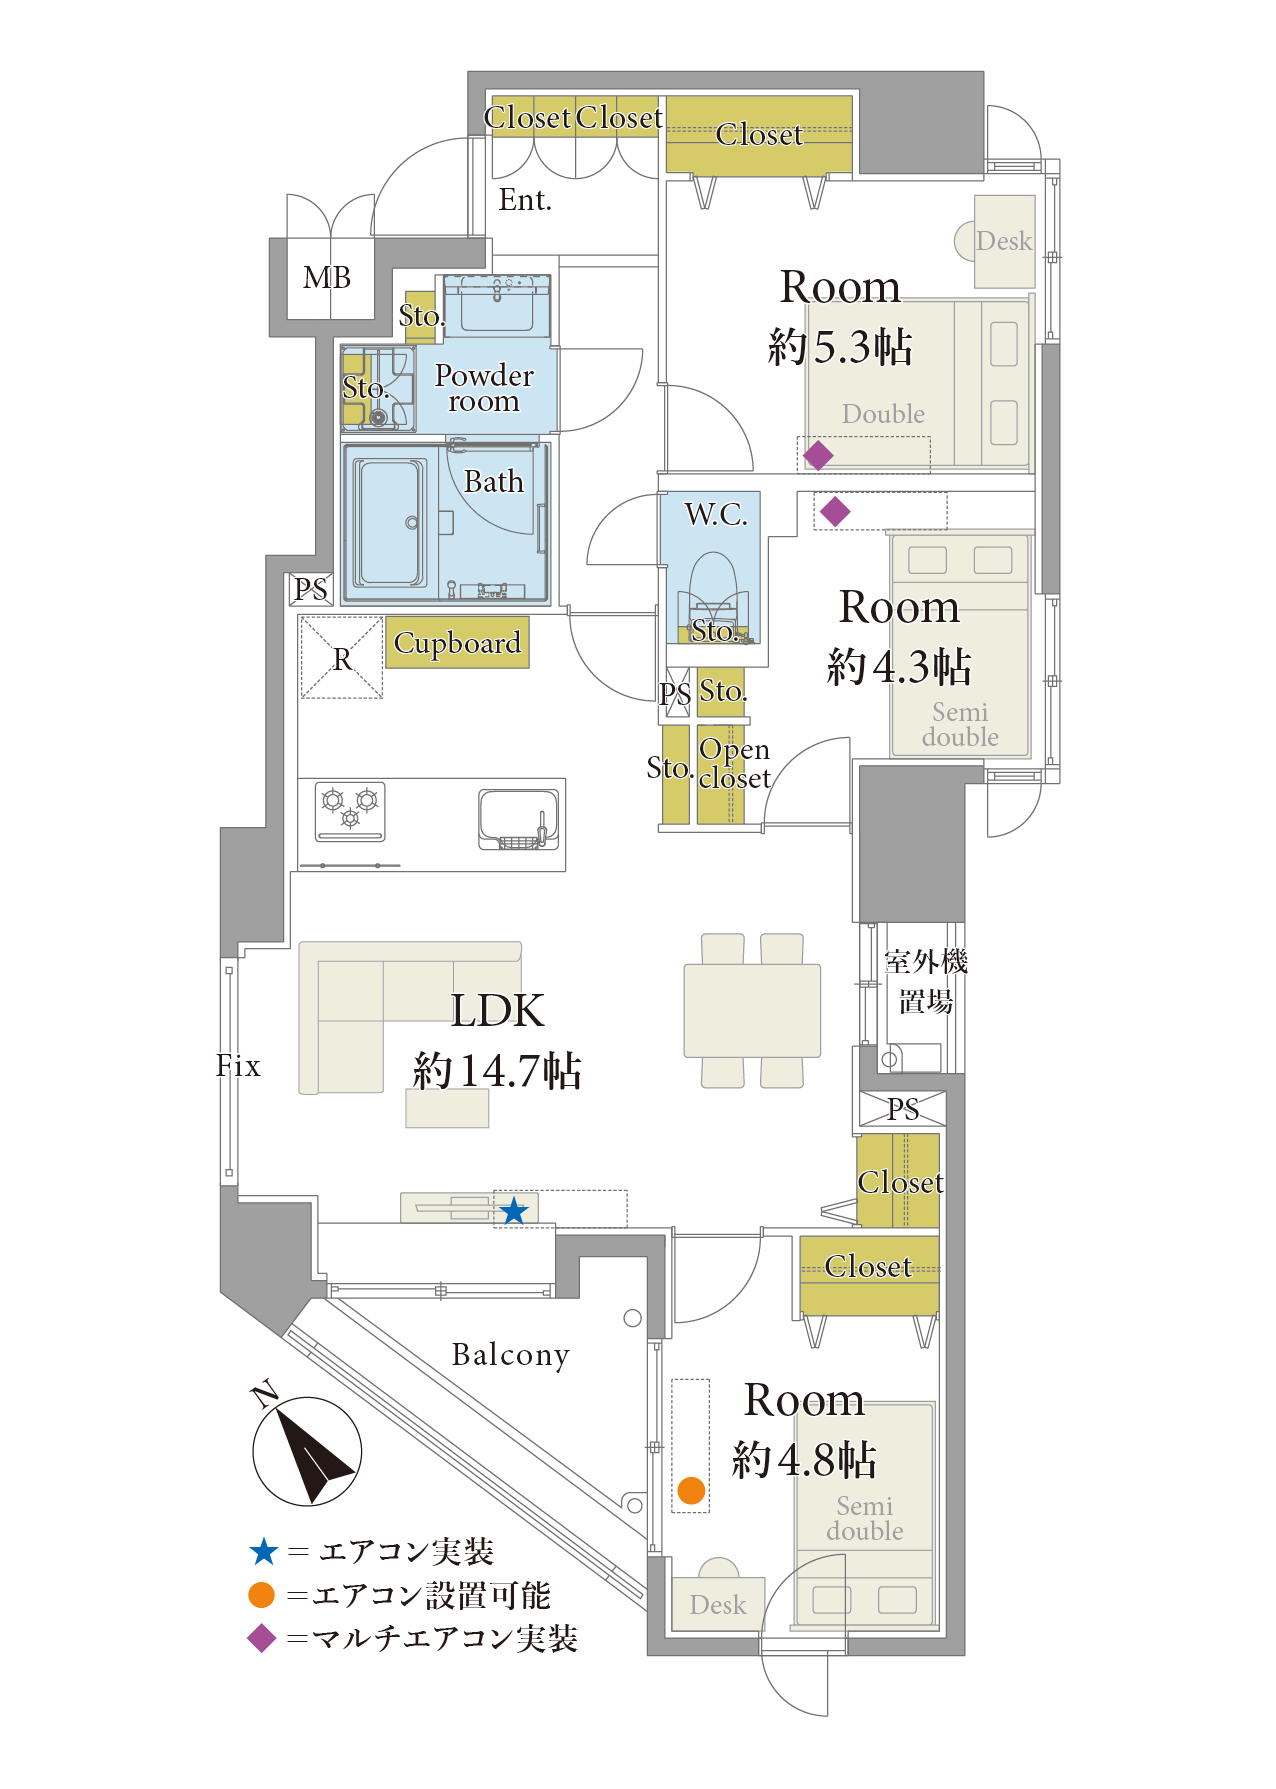 Closet
Closet
Closet
Ent.
Desk
MB
Room
約5.3帖
Sto.
Sto.
Powder
room
Double
Bath
W.C.
PS
Room
約4.3帖
Sto.
R
Cupboard
PS
Sto.
Semi
double
Sto.
Open
closet
室外機
置場
LDK
約14.7帖
Fix
PS
Closet
Closet
Balcony
N
Room
約4.8帖
Semi
double
Desk
★＝エアコン実装
●＝エアコン設置可能
◆＝マルチエアコン実装